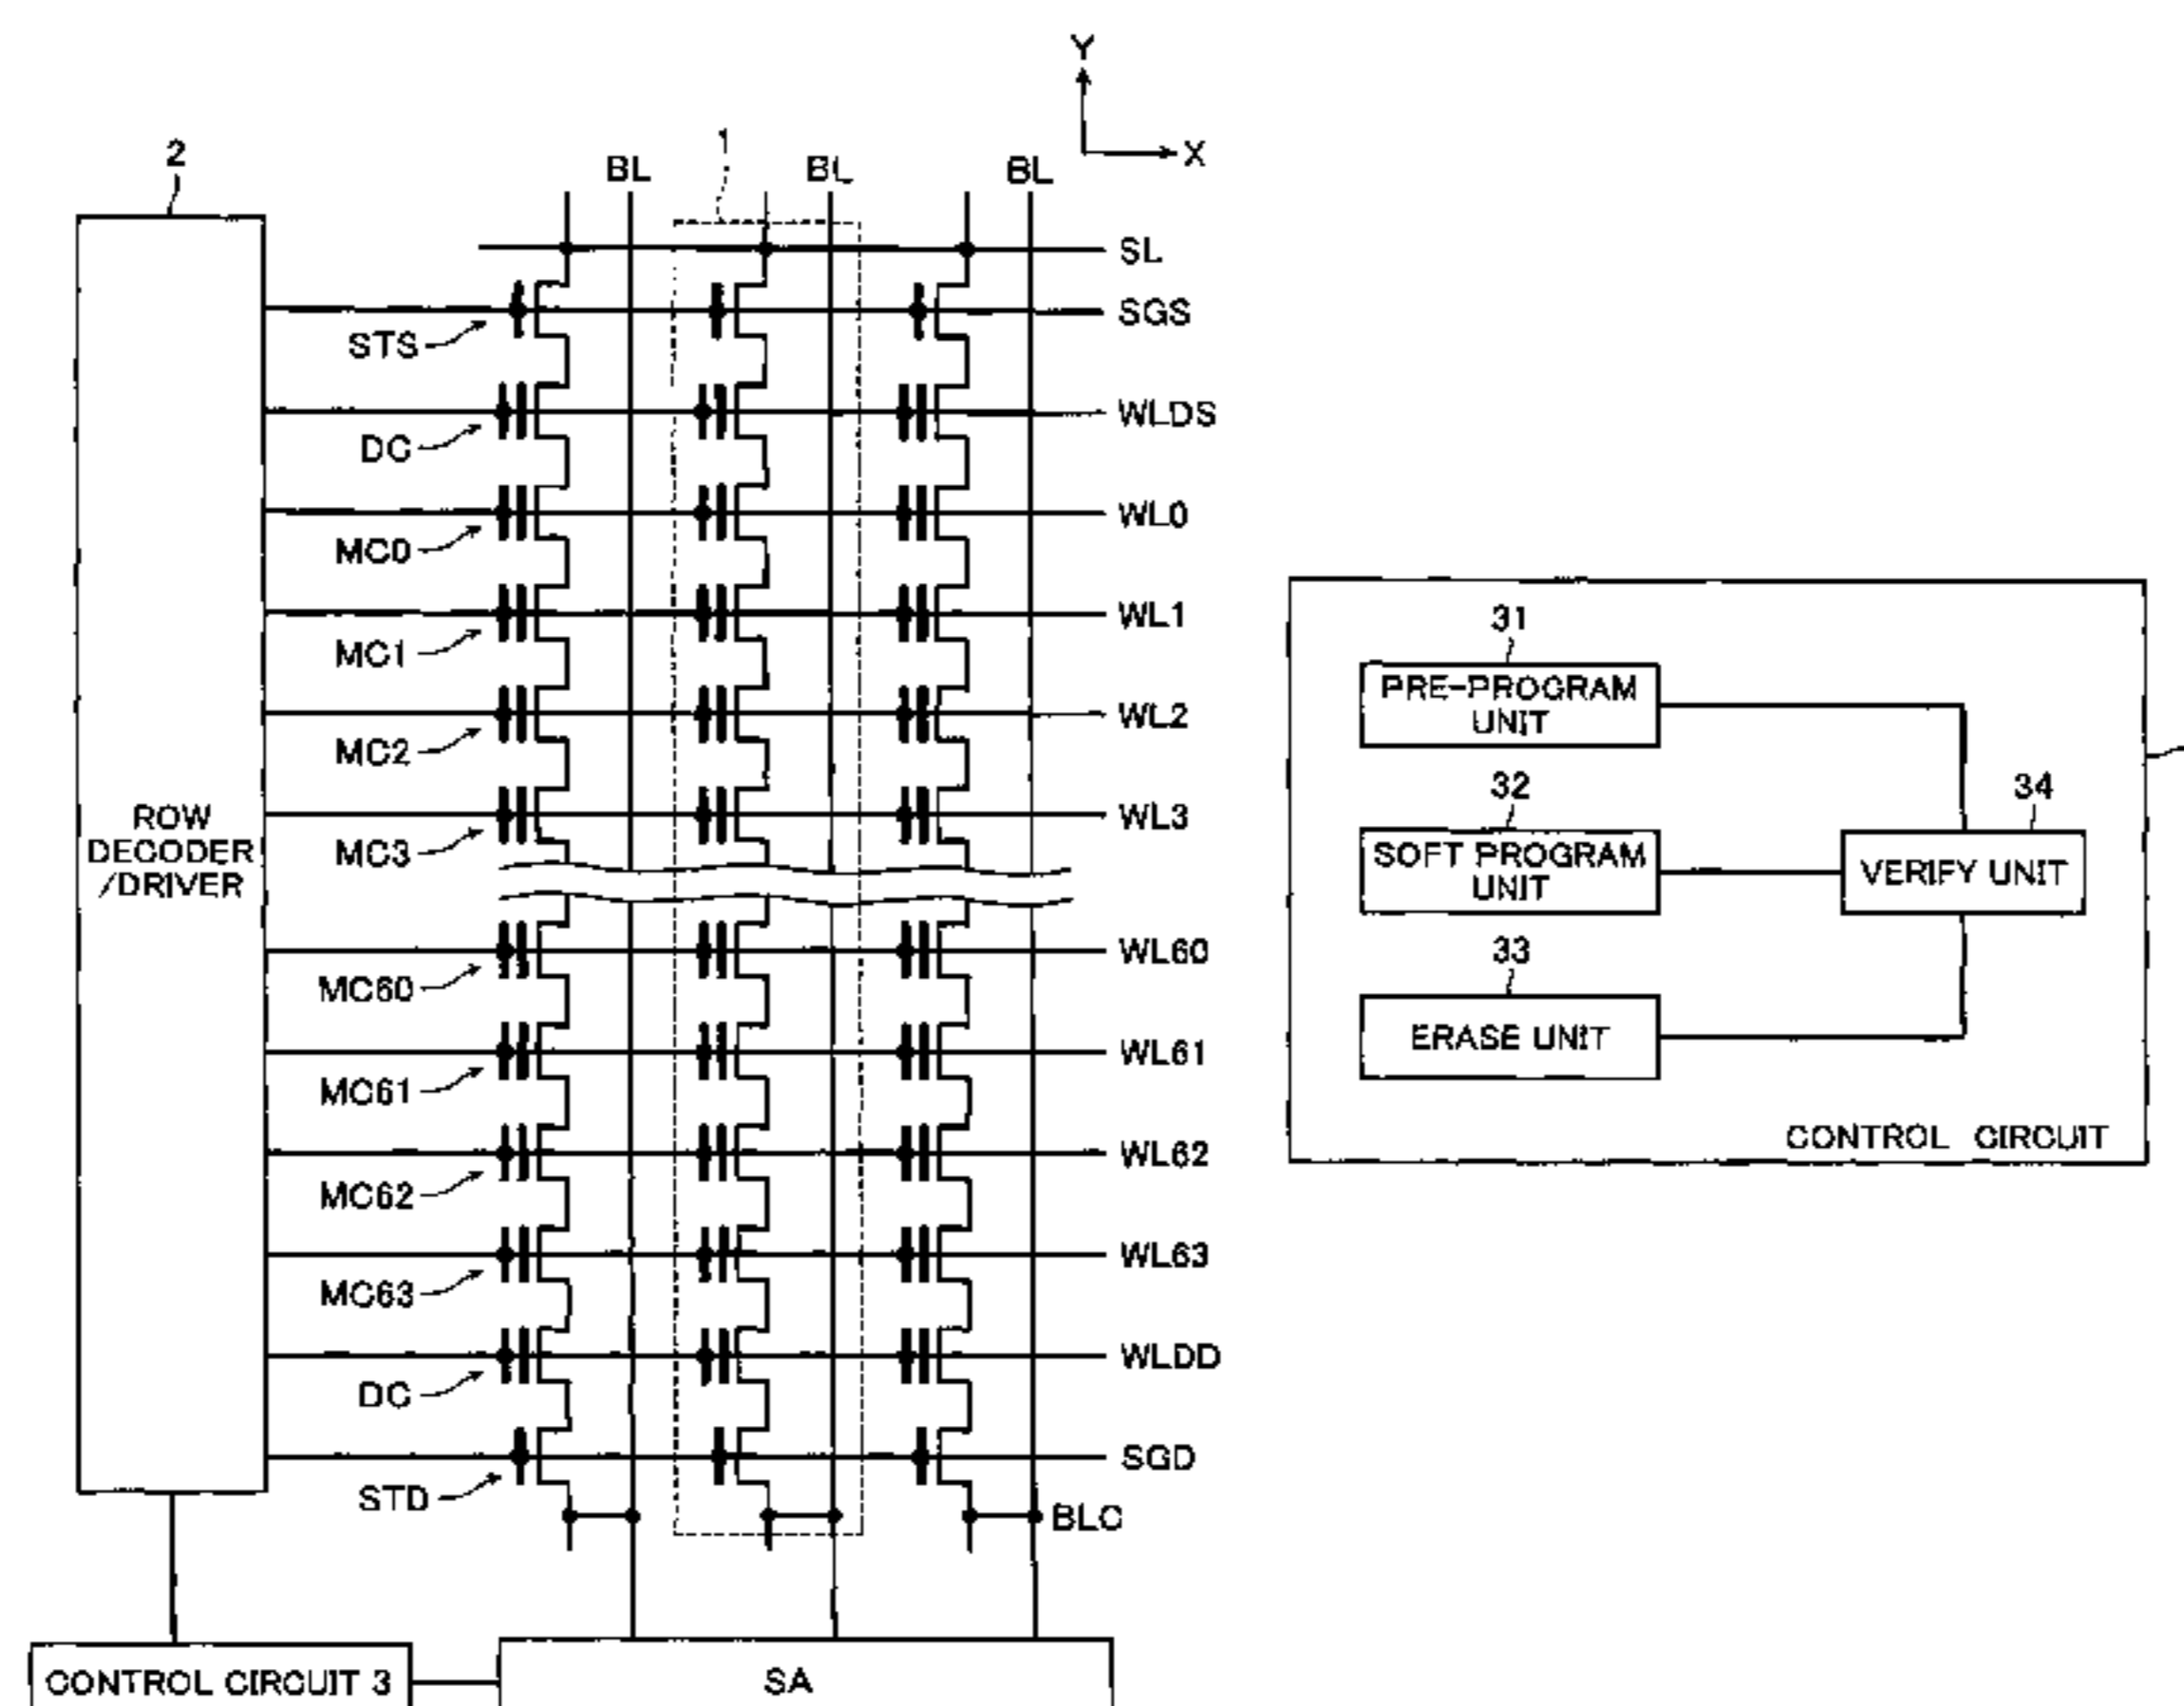 Y
X
2
1
BL
BL
BL
SL
SGS
STS
WLDS
DC
WL0
MC0
WL1
MC1
WL2
MC2
WL3
MC3
ROW
DECODER
/DRIVER
WL60
MC60
WL61
MC61
WL62
MC62
WL63
MC63
WLDD
DC
SGD
STD
BLC
CONTROL CIRCUIT 3
SA
31
PRE-PROGRAM
UNIT
32
SOFT PROGRAM
UNIT
33
ERASE UNIT
34
VERIFY UNIT
CONTROL CIRCUIT